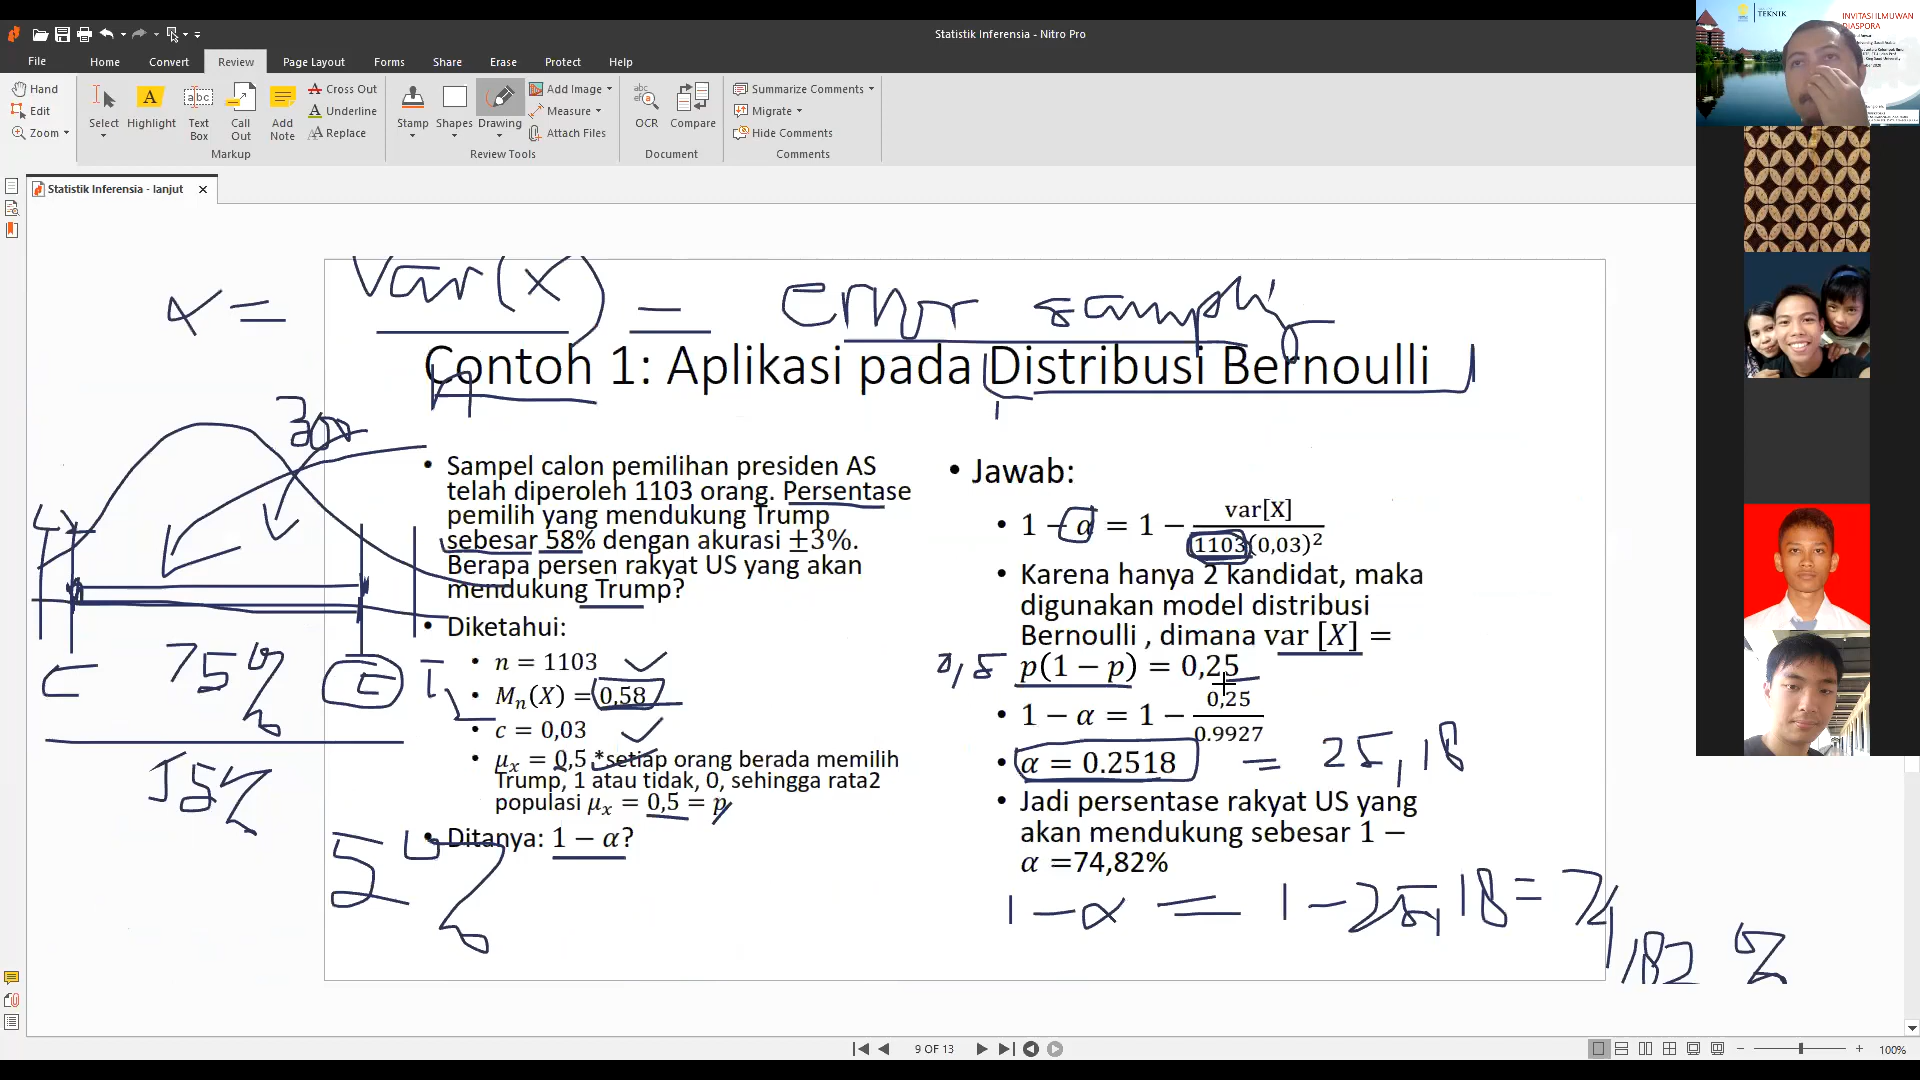 Statistik Inferensia - Nitro Pro
File Home Convert Review Page Layout Forms Share Erase Protect Help
Hand
Edit
Zoom
Select
Highlight
Text Box
Call Out
Add Note
Cross Out
Underline
Replace
Markup
Stamp
Shapes
Drawing
Add Image
Measure
Attach Files
Review Tools
OCR
Compare
Document
Summarize Comments
Migrate
Hide Comments
Comments
Statistik Inferensia - lanjut
α = var(x) = error sampling
Contoh 1: Aplikasi pada Distribusi Bernoulli
• Sampel calon pemilihan presiden AS
telah diperoleh 1103 orang. Persentase
pemilih yang mendukung Trump
sebesar 58% dengan akurasi ±3%.
Berapa persen rakyat US yang akan
mendukung Trump?
• Diketahui:
• n = 1103
• Mn(X) = 0,58
• c = 0,03
• μx = 0,5 *setiap orang berada memilih
Trump, 1 atau tidak, 0, sehingga rata2
populasi μx = 0,5 = p
• Ditanya: 1 − α?
75%
5%
• Jawab:
• 1 − α = 1 − var[X] / 1103(0,03)²
• Karena hanya 2 kandidat, maka
digunakan model distribusi
Bernoulli , dimana var [X] =
0,5 p(1 − p) = 0,25
• 1 − α = 1 − 0,25 / 0.9927
• α = 0.2518 = 25,18
• Jadi persentase rakyat US yang
akan mendukung sebesar 1 −
α =74,82%
1 − α = 1 − 25,18 = 74,82 %
9 OF 13
100%
TEKNIK
INVITASI ILMUWAN
DIASPORA